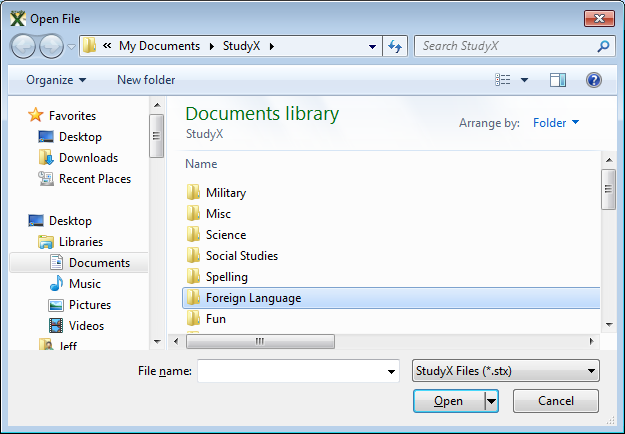 Open File
« My Documents StudyX
Search StudyX
Organize New folder
Favorites
Desktop
Downloads
Recent Places
Desktop
Libraries
Documents
Music
Pictures
Videos
Jeff
Documents library
StudyX
Arrange by: Folder
Name
Military
Misc
Science
Social Studies
Spelling
Foreign Language
Fun
File name:
StudyX Files (*.stx)
Open Cancel